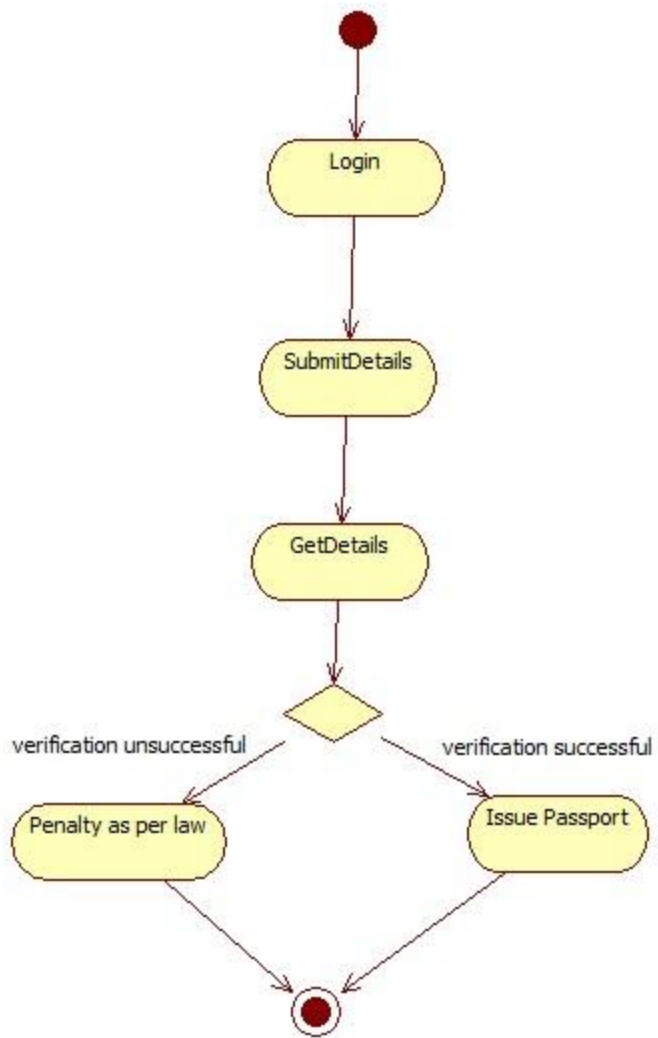 Login
SubmitDetails
GetDetails
verification unsuccessful
verification successful
Penalty as per law
Issue Passport